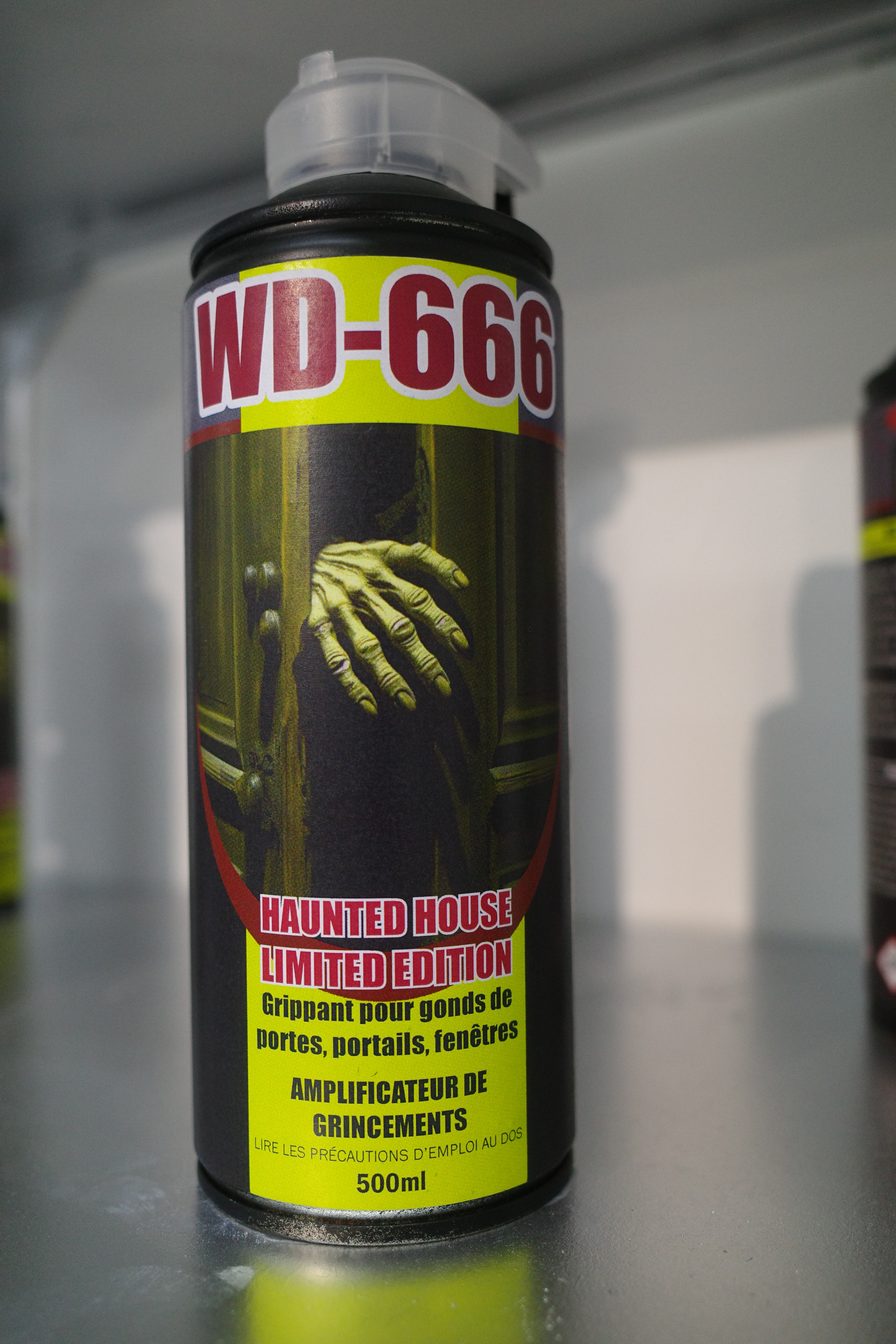 WD-666
HAUNTED HOUSE
LIMITED EDITION
Grippant pour gonds de
portes, portails, fenêtres
AMPLIFICATEUR DE
GRINCEMENTS
LIRE LES PRÉCAUTIONS D'EMPLOI AU DOS
500ml